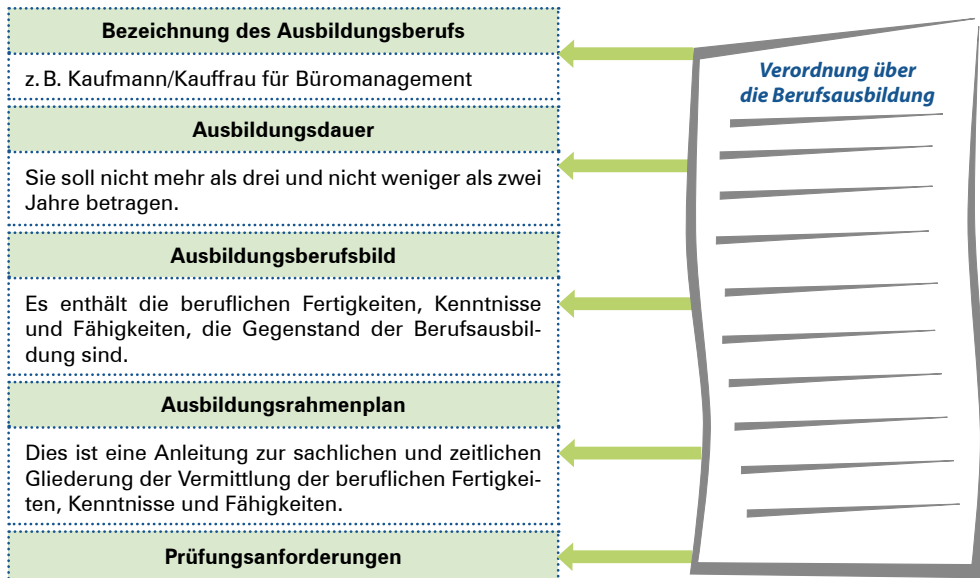 Bezeichnung des Ausbildungsberufs
z. B. Kaufmann/Kauffrau für Büromanagement
Ausbildungsdauer
Sie soll nicht mehr als drei und nicht weniger als zwei
Jahre betragen.
Ausbildungsberufsbild
Es enthält die beruflichen Fertigkeiten, Kenntnisse
und Fähigkeiten, die Gegenstand der Berufsausbil-
dung sind.
Ausbildungsrahmenplan
Dies ist eine Anleitung zur sachlichen und zeitlichen
Gliederung der Vermittlung der beruflichen Fertigkei-
ten, Kenntnisse und Fähigkeiten.
Prüfungsanforderungen
Verordnung über
die Berufsausbildung